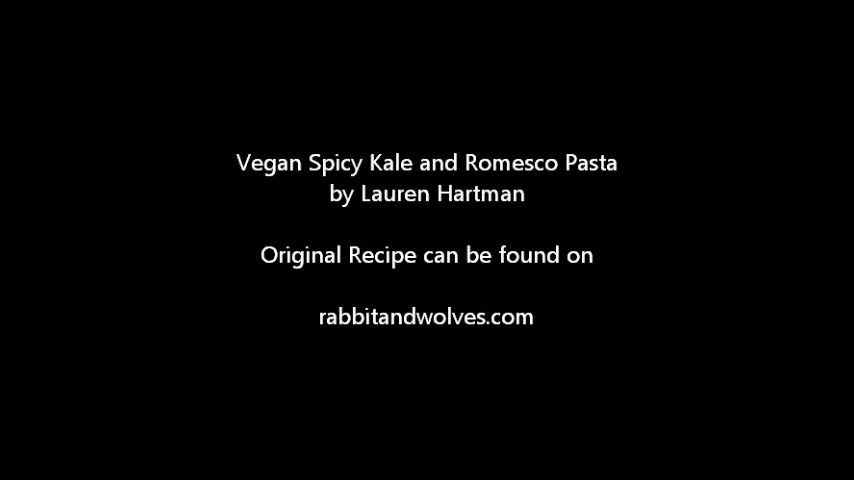 Vegan Spicy Kale and Romesco Pasta
by Lauren Hartman
Original Recipe can be found on
rabbitandwolves.com